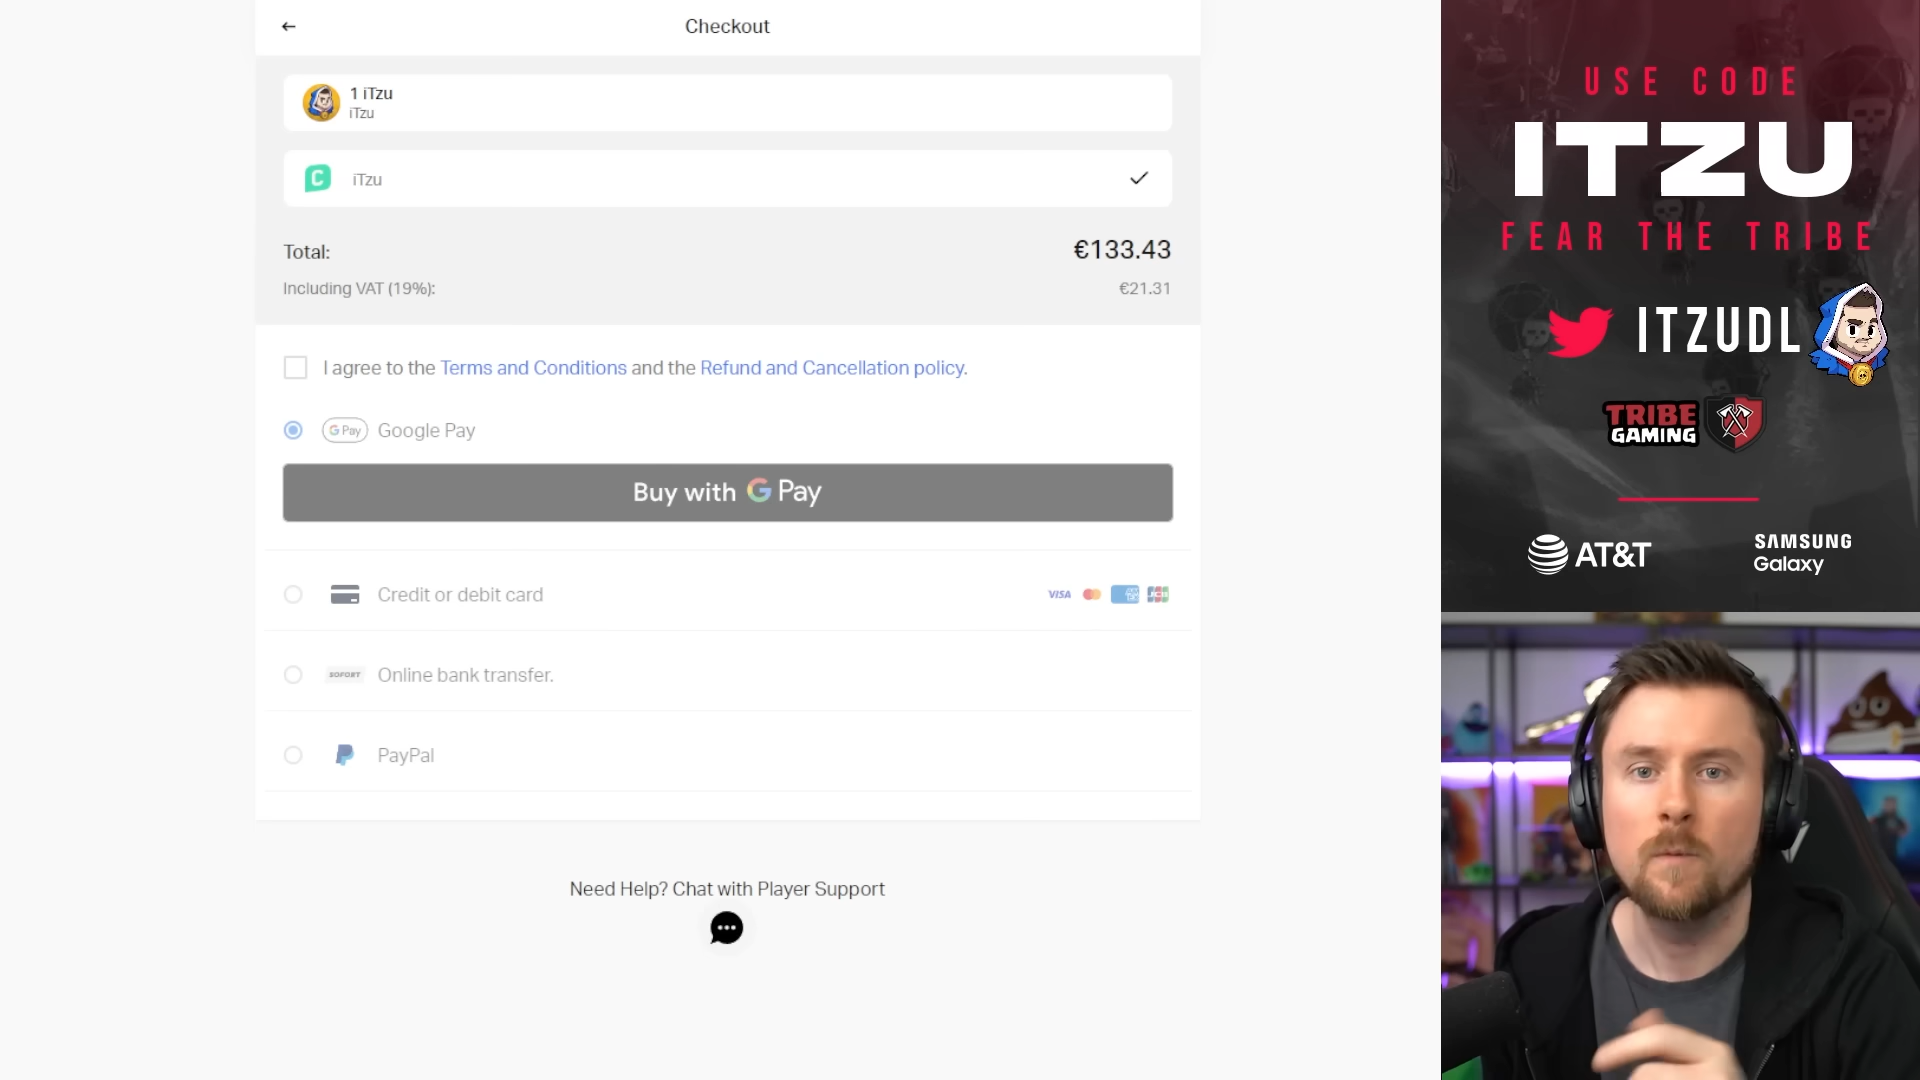 Checkout
1 iTzu
iTzu
C
iTzu
Total:
€133.43
Including VAT (19%):
€21.31
I agree to the Terms and Conditions and the Refund and Cancellation policy.
G Pay Google Pay
Buy with G Pay
Credit or debit card
VISA
JCB
SOFORT Online bank transfer.
PayPal
Need Help? Chat with Player Support
USE CODE
ITZU
FEAR THE TRIBE
ITZUDL
TRIBE
GAMING
AT&T
SAMSUNG
Galaxy